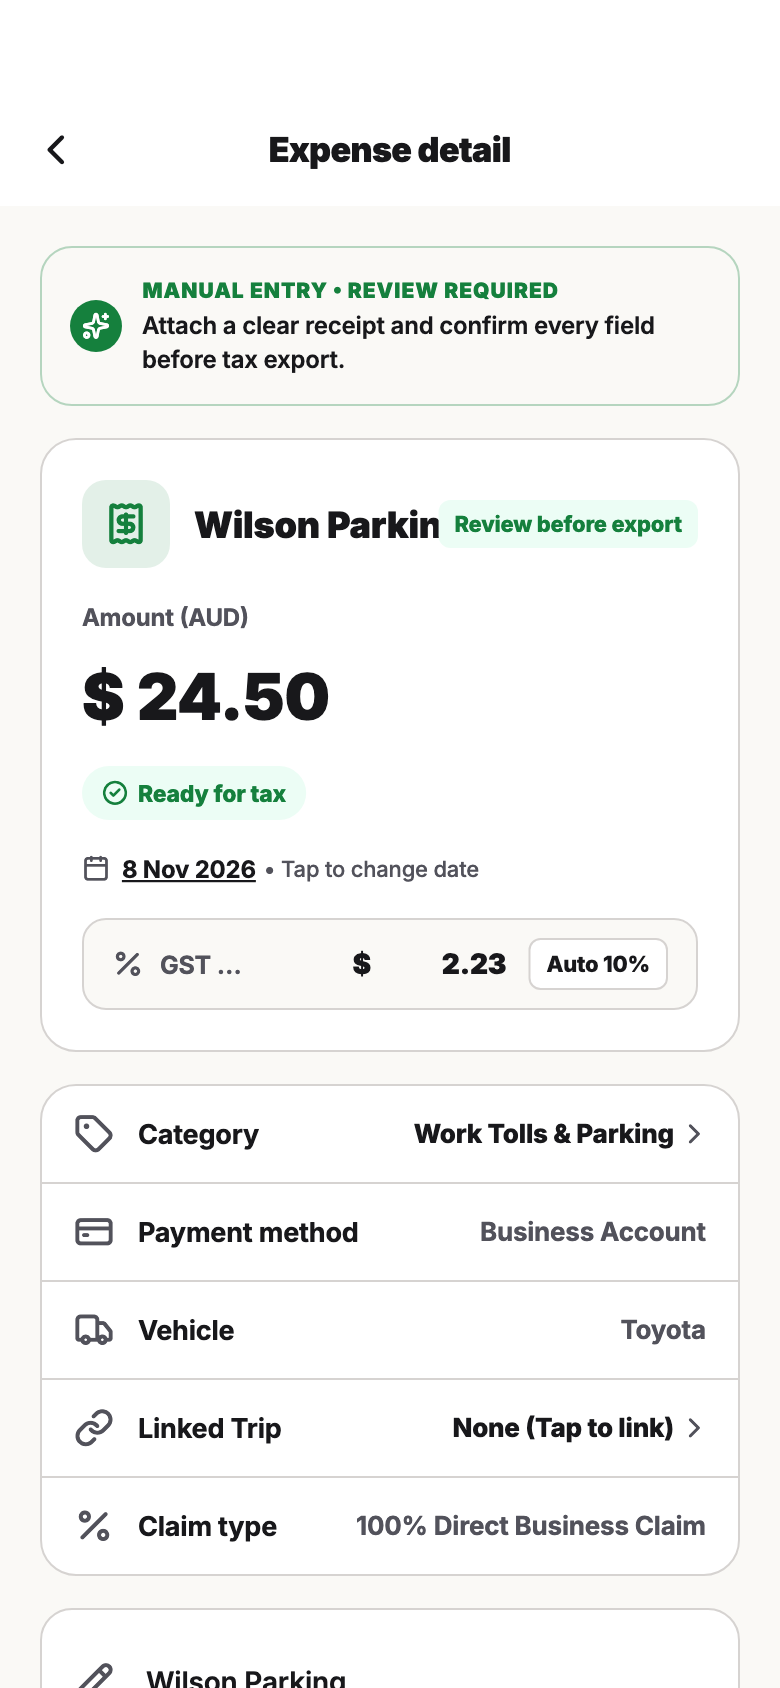 Expense detail
MANUAL ENTRY • REVIEW REQUIRED
Attach a clear receipt and confirm every field
before tax export.
Wilson Parkin
Review before export
Amount (AUD)
$ 24.50
Ready for tax
8 Nov 2026 • Tap to change date
GST ... $ 2.23 Auto 10%
Category Work Tolls & Parking
Payment method Business Account
Vehicle Toyota
Linked Trip None (Tap to link)
Claim type 100% Direct Business Claim
Wilson Parking